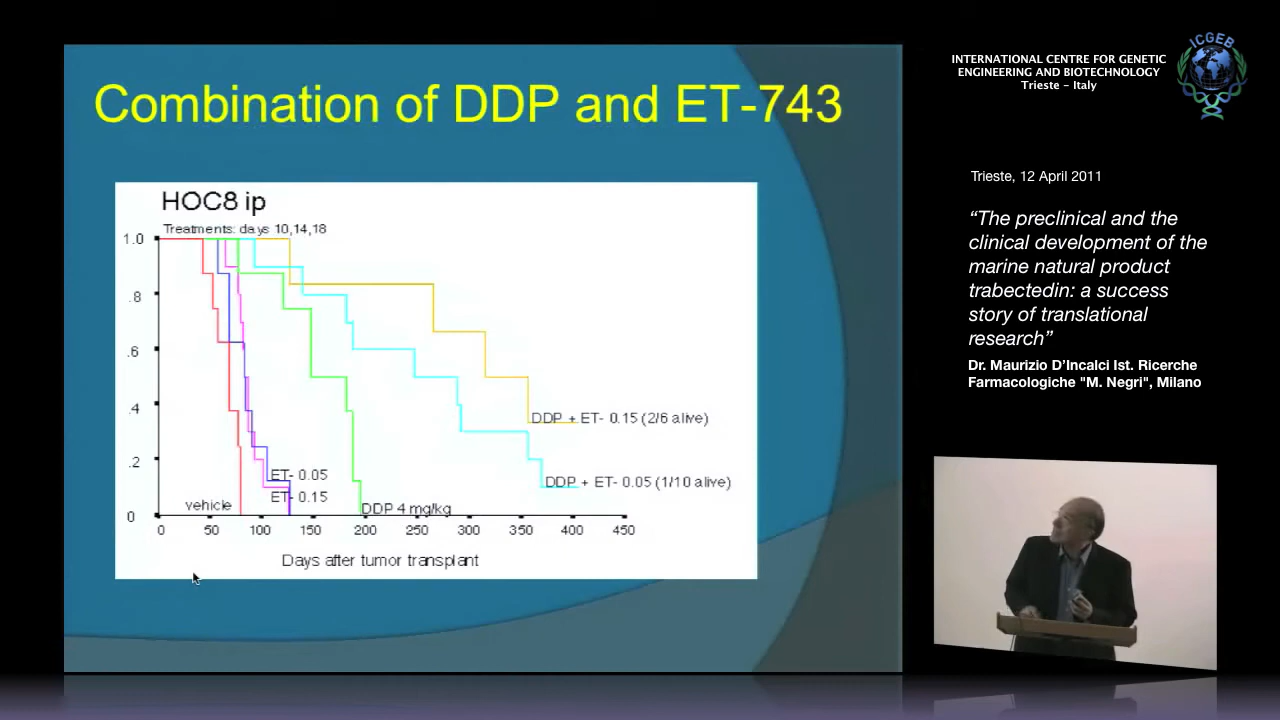 Combination of DDP and ET-743
HOC8 ip
Treatments: days 10,14,18
1.0
.8
.6
.4
.2
0
DDP + ET- 0.15 (2/6 alive)
DDP + ET- 0.05 (1/10 alive)
ET- 0.05
ET- 0.15
vehicle
DDP 4 mg/kg
0 50 100 150 200 250 300 350 400 450
Days after tumor transplant
INTERNATIONAL CENTRE FOR GENETIC
ENGINEERING AND BIOTECHNOLOGY
Trieste - Italy
ICGEB
Trieste, 12 April 2011
“The preclinical and the
clinical development of the
marine natural product
trabectedin: a success
story of translational
research”
Dr. Maurizio D’Incalci Ist. Ricerche
Farmacologiche "M. Negri", Milano